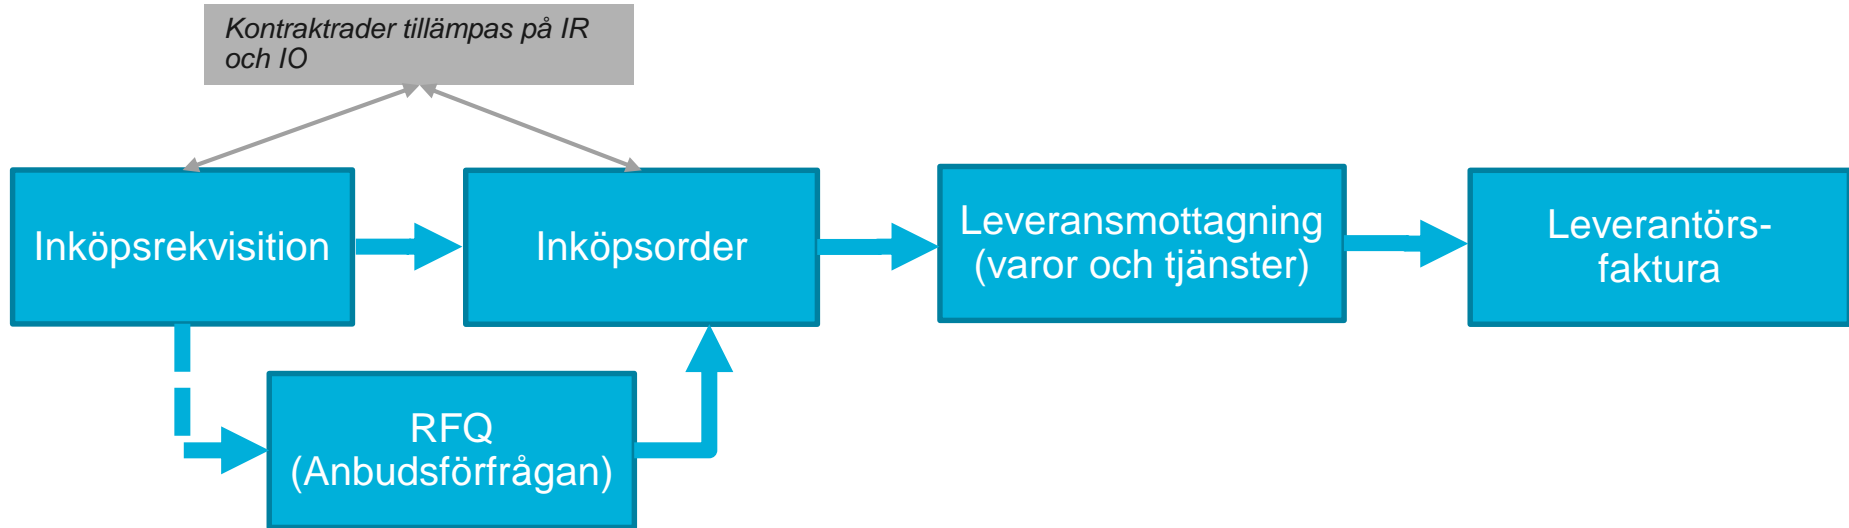 Kontraktrader tillämpas på IR
och IO
Inköpsrekvisition
Inköpsorder
Leveransmottagning
(varor och tjänster)
Leverantörs-
faktura
RFQ
(Anbudsförfrågan)